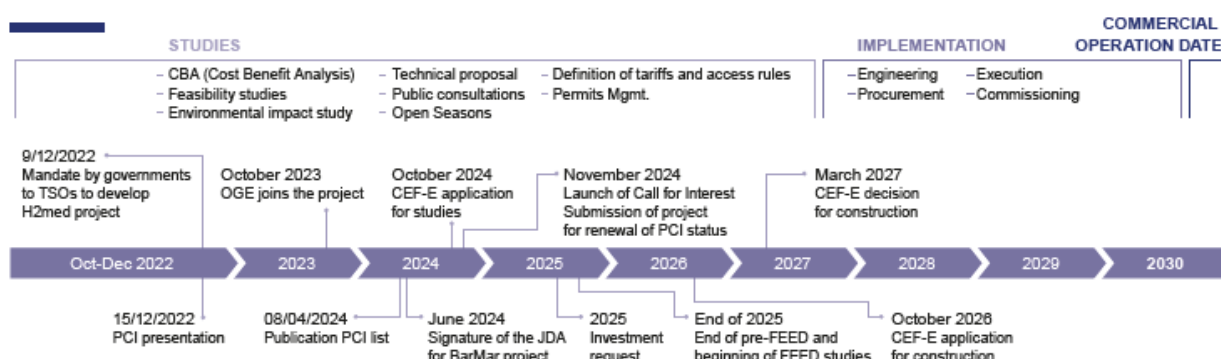 COMMERCIAL
STUDIES
IMPLEMENTATION
OPERATION DATE
– CBA (Cost Benefit Analysis)
– Feasibility studies
– Environmental impact study
– Technical proposal
– Public consultations
– Open Seasons
– Definition of tariffs and access rules
– Permits Mgmt.
– Engineering
– Procurement
– Execution
– Commissioning
9/12/2022
Mandate by governments
to TSOs to develop
H2med project
October 2023
OGE joins the project
October 2024
CEF-E application
for studies
November 2024
Launch of Call for Interest
Submission of project
for renewal of PCI status
March 2027
CEF-E decision
for construction
Oct-Dec 2022
2023
2024
2025
2026
2027
2028
2029
2030
15/12/2022
PCI presentation
08/04/2024
Publication PCI list
June 2024
Signature of the JDA
for BarMar project
2025
Investment
request
End of 2025
End of pre-FEED and
beginning of FEED studies
October 2026
CEF-E application
for construction